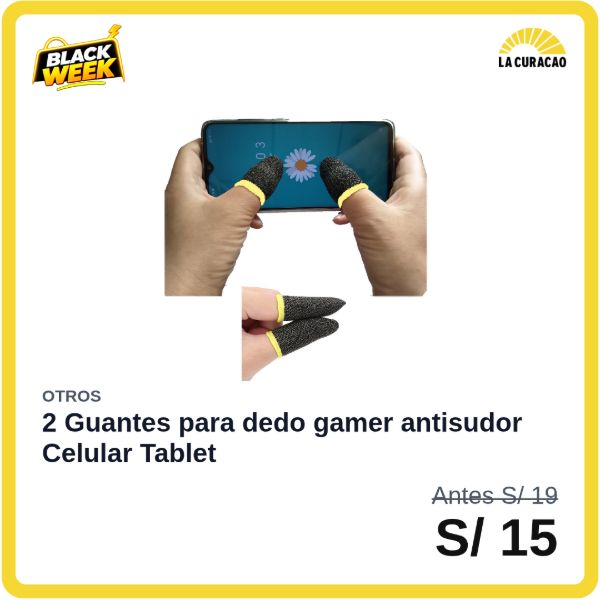 BLACK
WEEK
LA CURACAO
OTROS
2 Guantes para dedo gamer antisudor
Celular Tablet
Antes S/ 19
S/ 15